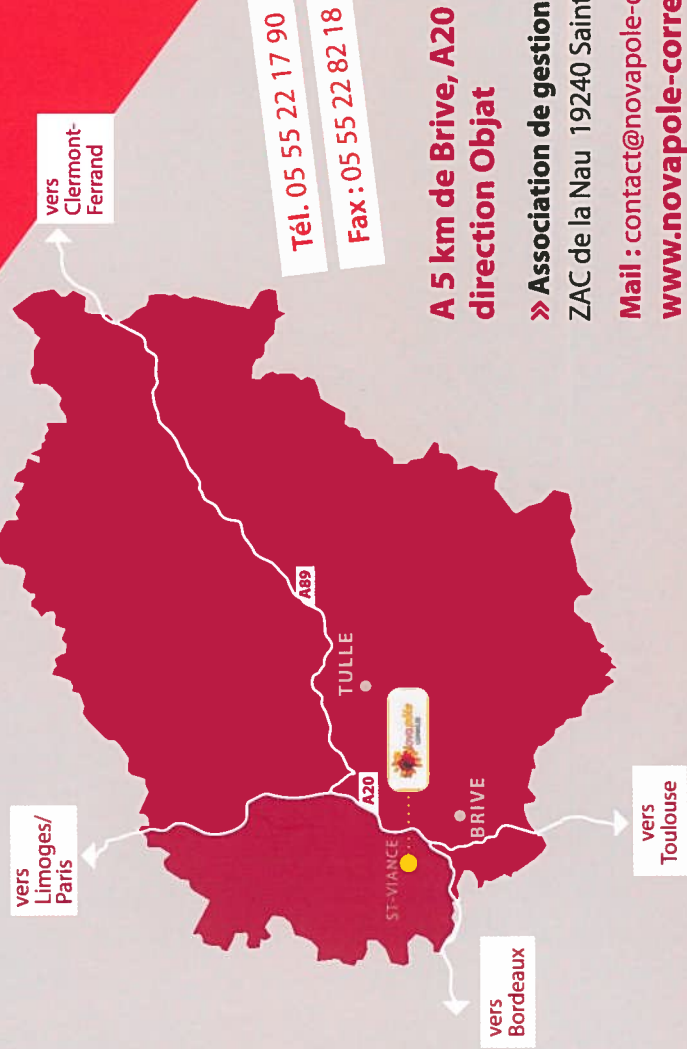 vers
Limoges/
Paris
vers
Clermont-
Ferrand
A89
TULLE
A20
ST-VIANCE
Novapôle
BRIVE
vers
Bordeaux
vers
Toulouse
Tél. 05 55 22 17 90
Fax : 05 55 22 82 18
A 5 km de Brive, A20
direction Objat
» Association de gestion
ZAC de la Nau 19240 Saint
Mail : contact@novapole-c
www.novapole-corre